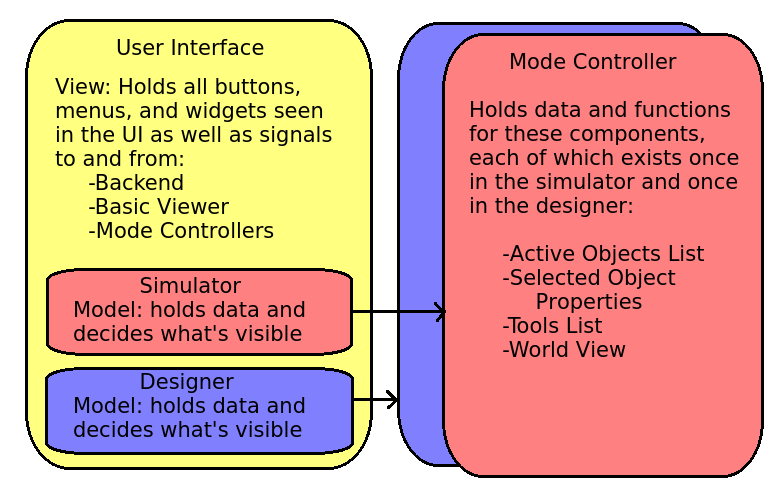 User Interface
View: Holds all buttons,
menus, and widgets seen
in the UI as well as signals
to and from:
-Backend
-Basic Viewer
-Mode Controllers
Simulator
Model: holds data and
decides what's visible
Designer
Model: holds data and
decides what's visible
Mode Controller
Holds data and functions
for these components,
each of which exists once
in the simulator and once
in the designer:
-Active Objects List
-Selected Object
Properties
-Tools List
-World View